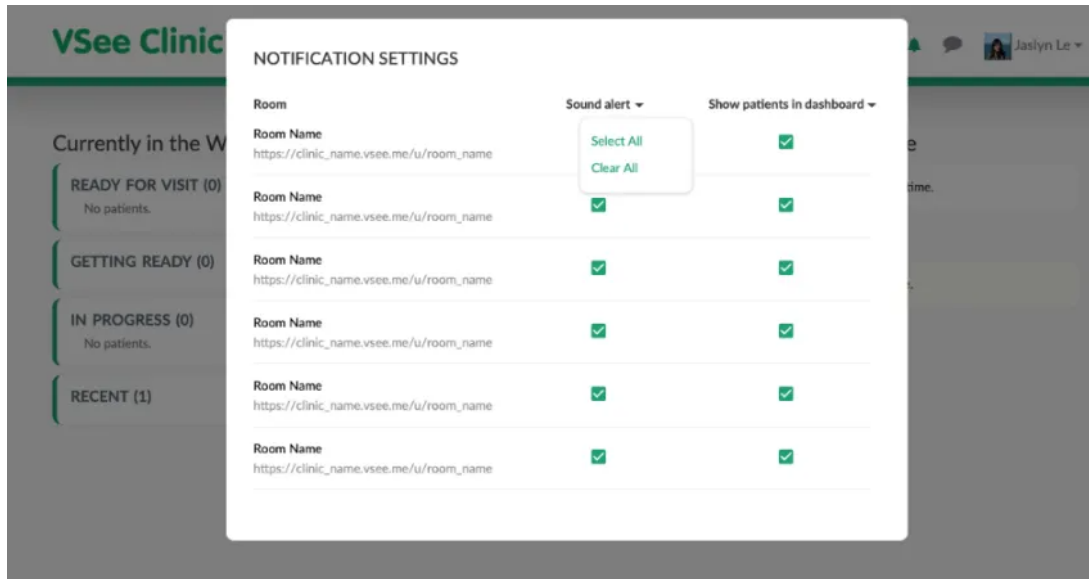 VSee Clinic
Jaslyn Le
NOTIFICATION SETTINGS
Room
Sound alert
Show patients in dashboard
Room Name
https://clinic_name.vsee.me/u/room_name
Select All
Clear All
Room Name
https://clinic_name.vsee.me/u/room_name
Room Name
https://clinic_name.vsee.me/u/room_name
Room Name
https://clinic_name.vsee.me/u/room_name
Room Name
https://clinic_name.vsee.me/u/room_name
Room Name
https://clinic_name.vsee.me/u/room_name
Currently in the W
READY FOR VISIT (0)
No patients.
GETTING READY (0)
IN PROGRESS (0)
No patients.
RECENT (1)
e
time.